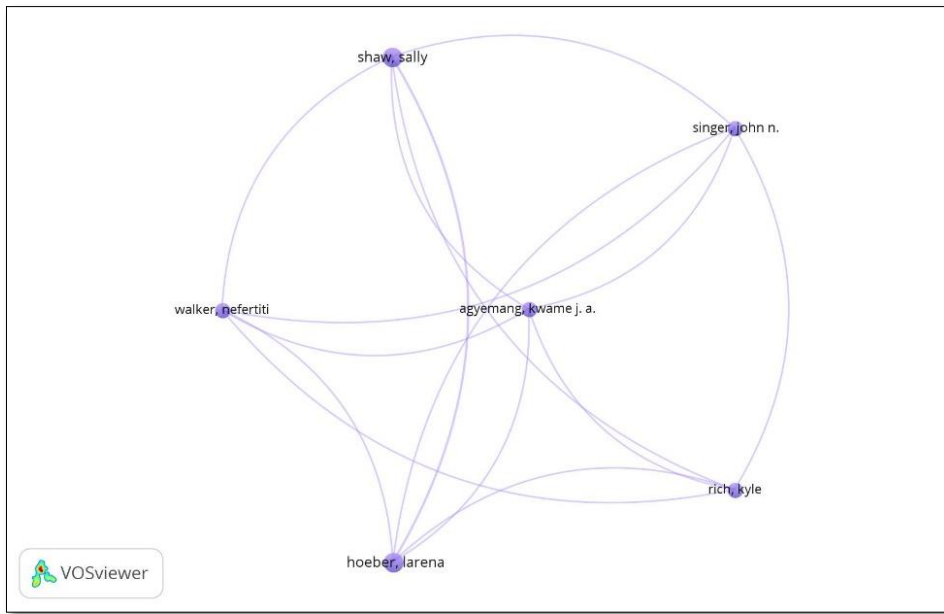 shaw, sally
singer, john n.
walker, nefertiti
agyemang, kwame j. a.
rich, kyle
hoeber, larena
VOSviewer